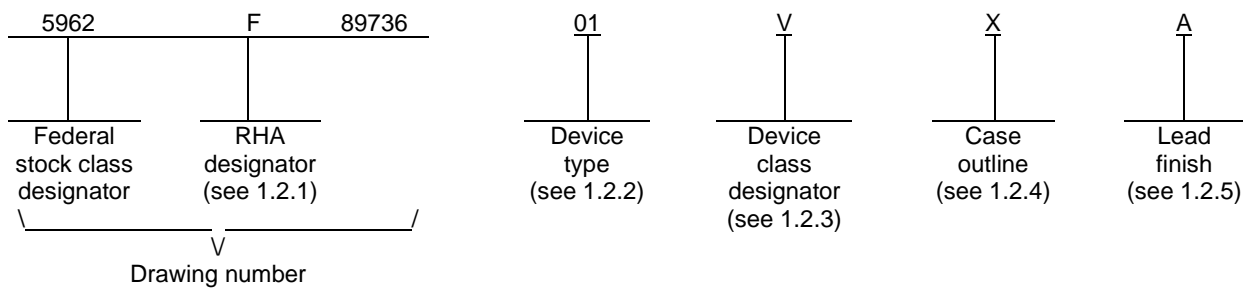 5962 F 89736 01 V X A
Federal RHA Device Device Case Lead
stock class designator type class outline finish
designator (see 1.2.1) (see 1.2.2) designator (see 1.2.4) (see 1.2.5)
(see 1.2.3)
\ /
\/
Drawing number